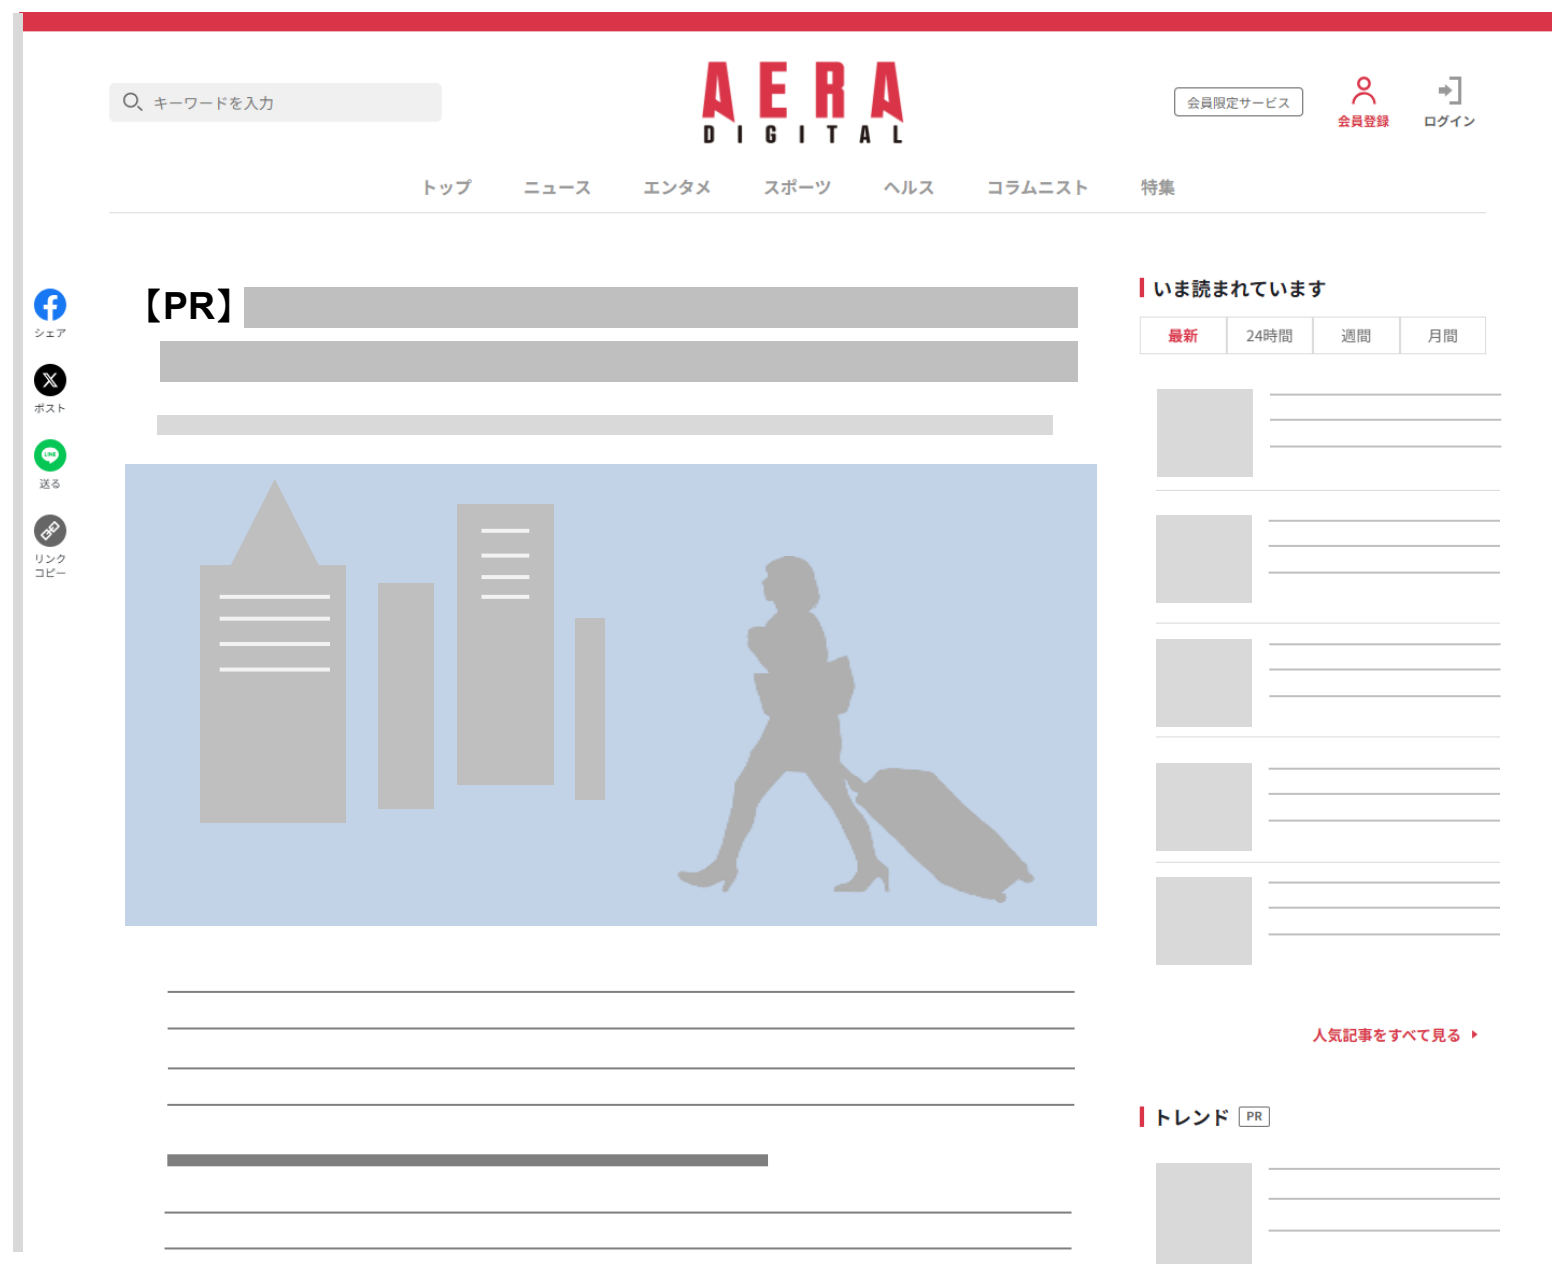 キーワードを入力
AERA
DIGITAL
会員限定サービス
会員登録
ログイン
トップ ニュース エンタメ スポーツ ヘルス コラムニスト 特集
シェア
ポスト
LINE
送る
リンク
コピー
【PR】
いま読まれています
最新 24時間 週間 月間
人気記事をすべて見る
トレンド PR